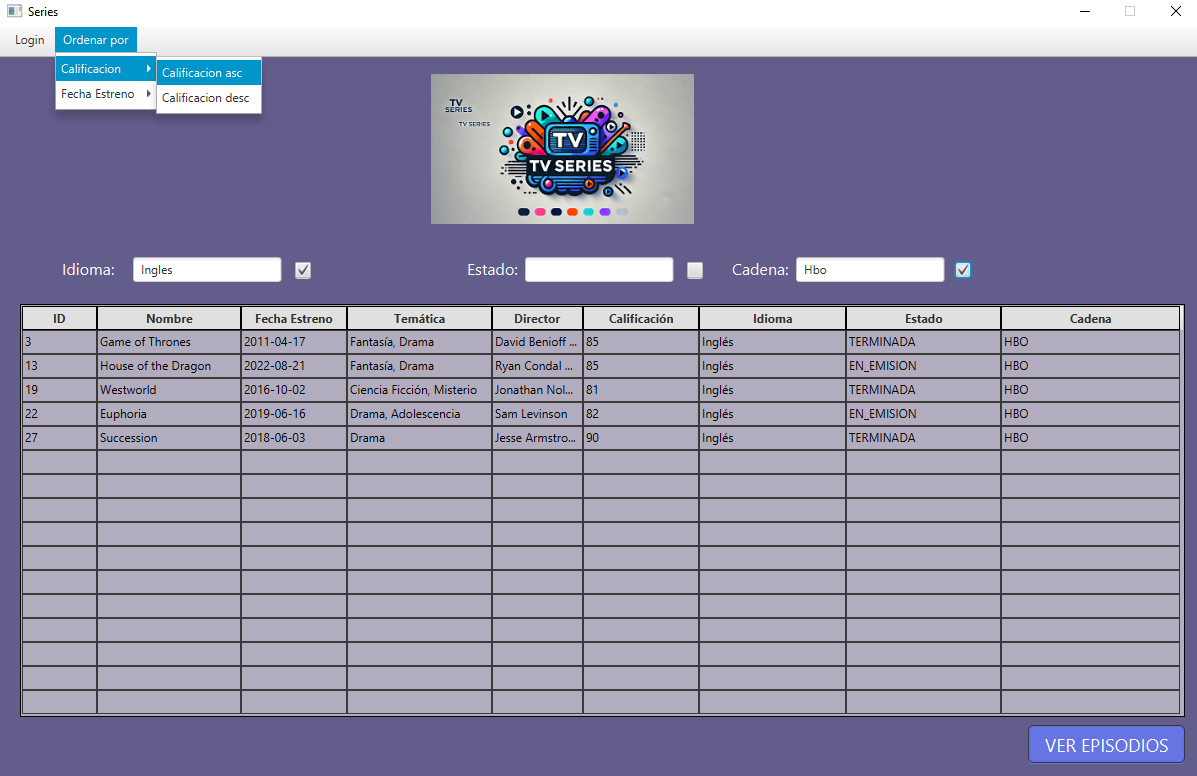 Series
Login Ordenar por
Calificacion Calificacion asc
Fecha Estreno Calificacion desc
TV
SERIES
TV SERIES
TV
TV SERIES
Idioma: Ingles Estado: Cadena: Hbo
ID Nombre Fecha Estreno Temática Director Calificación Idioma Estado Cadena
3 Game of Thrones 2011-04-17 Fantasía, Drama David Benioff ... 85 Inglés TERMINADA HBO
13 House of the Dragon 2022-08-21 Fantasía, Drama Ryan Condal ... 85 Inglés EN_EMISION HBO
19 Westworld 2016-10-02 Ciencia Ficción, Misterio Jonathan Nol... 81 Inglés TERMINADA HBO
22 Euphoria 2019-06-16 Drama, Adolescencia Sam Levinson 82 Inglés EN_EMISION HBO
27 Succession 2018-06-03 Drama Jesse Armstro... 90 Inglés TERMINADA HBO
VER EPISODIOS